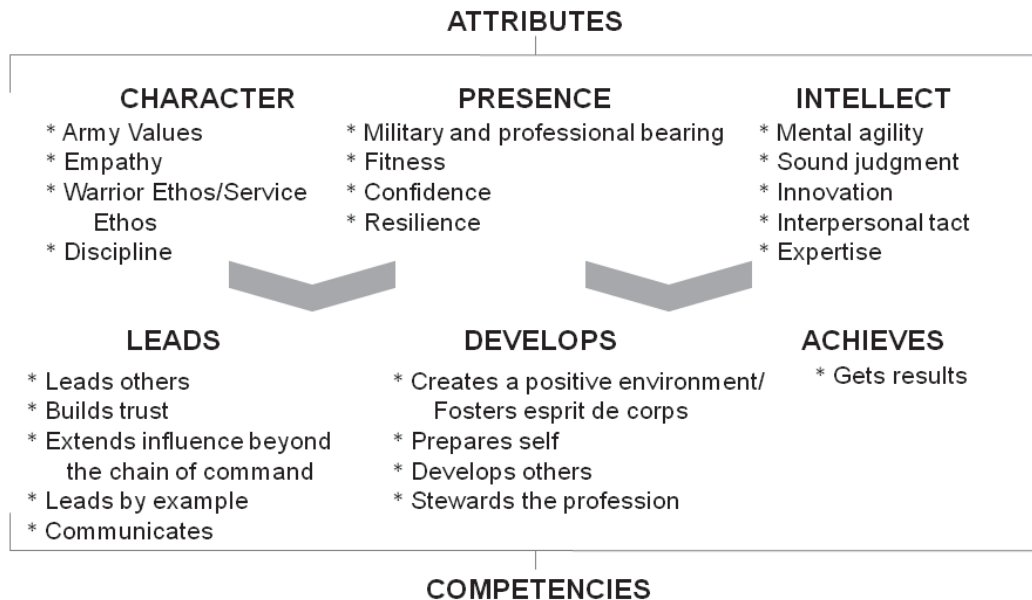 ATTRIBUTES
CHARACTER
* Army Values
* Empathy
* Warrior Ethos/Service
Ethos
* Discipline
PRESENCE
* Military and professional bearing
* Fitness
* Confidence
* Resilience
INTELLECT
* Mental agility
* Sound judgment
* Innovation
* Interpersonal tact
* Expertise
LEADS
* Leads others
* Builds trust
* Extends influence beyond
the chain of command
* Leads by example
* Communicates
DEVELOPS
* Creates a positive environment/
Fosters esprit de corps
* Prepares self
* Develops others
* Stewards the profession
ACHIEVES
* Gets results
COMPETENCIES